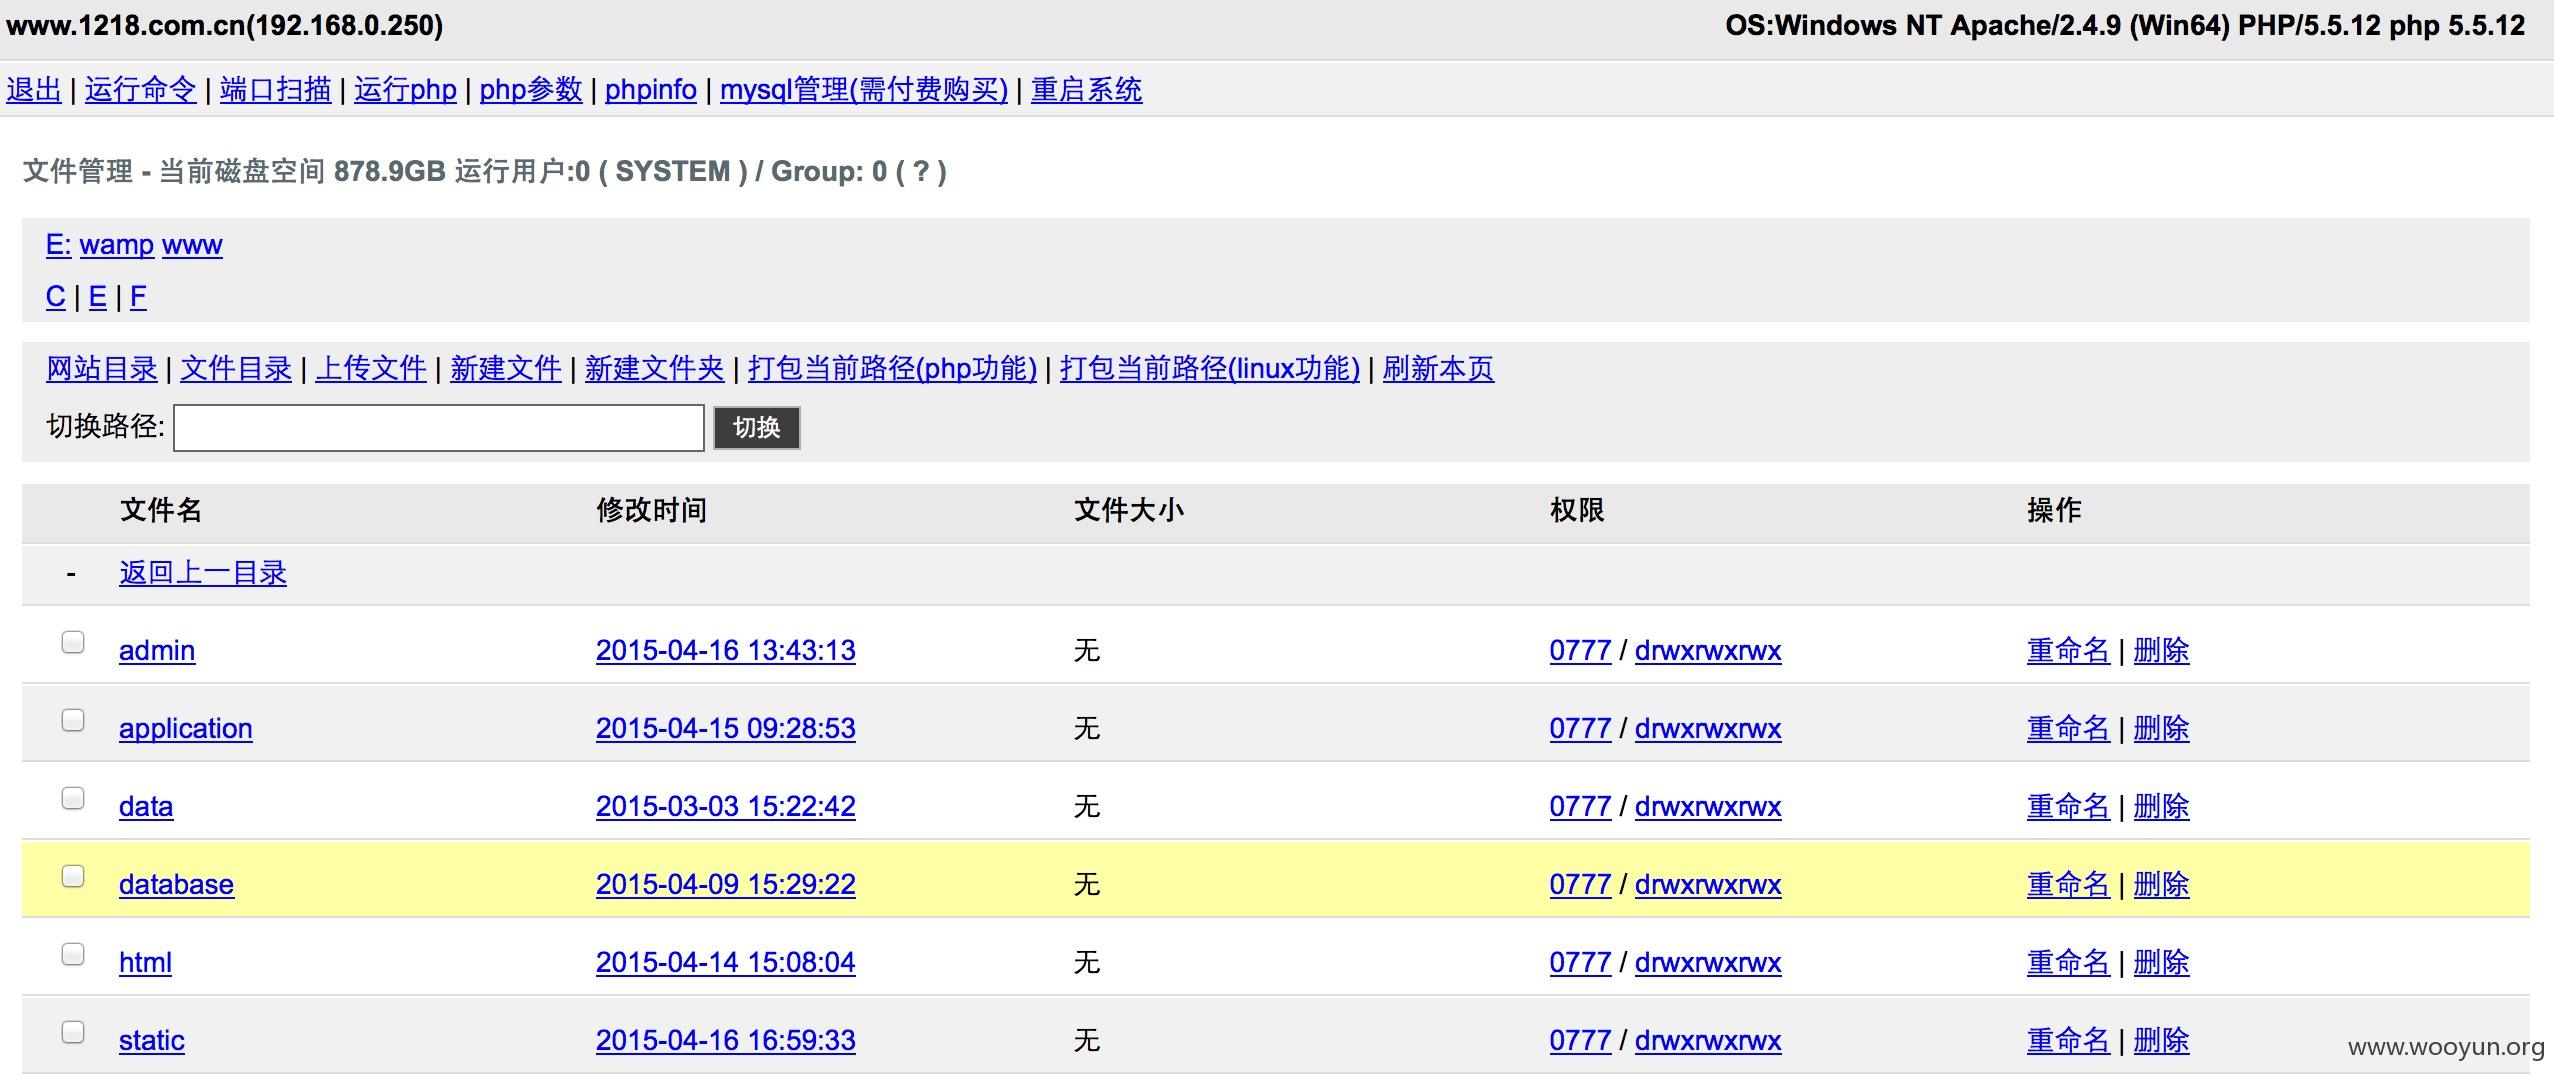 www.1218.com.cn(192.168.0.250) OS:Windows NT Apache/2.4.9 (Win64) PHP/5.5.12 php 5.5.12
退出 | 运行命令 | 端口扫描 | 运行php | php参数 | phpinfo | mysql管理(需付费购买) | 重启系统
文件管理 - 当前磁盘空间 878.9GB 运行用户:0 ( SYSTEM ) / Group: 0 ( ? )
E: wamp www
C | E | F
网站目录 | 文件目录 | 上传文件 | 新建文件 | 新建文件夹 | 打包当前路径(php功能) | 打包当前路径(linux功能) | 刷新本页
切换路径: 切换
文件名 修改时间 文件大小 权限 操作
- 返回上一目录
admin 2015-04-16 13:43:13 无 0777 / drwxrwxrwx 重命名 | 删除
application 2015-04-15 09:28:53 无 0777 / drwxrwxrwx 重命名 | 删除
data 2015-03-03 15:22:42 无 0777 / drwxrwxrwx 重命名 | 删除
database 2015-04-09 15:29:22 无 0777 / drwxrwxrwx 重命名 | 删除
html 2015-04-14 15:08:04 无 0777 / drwxrwxrwx 重命名 | 删除
static 2015-04-16 16:59:33 无 0777 / drwxrwxrwx 重命名 | 删除
www.wooyun.org